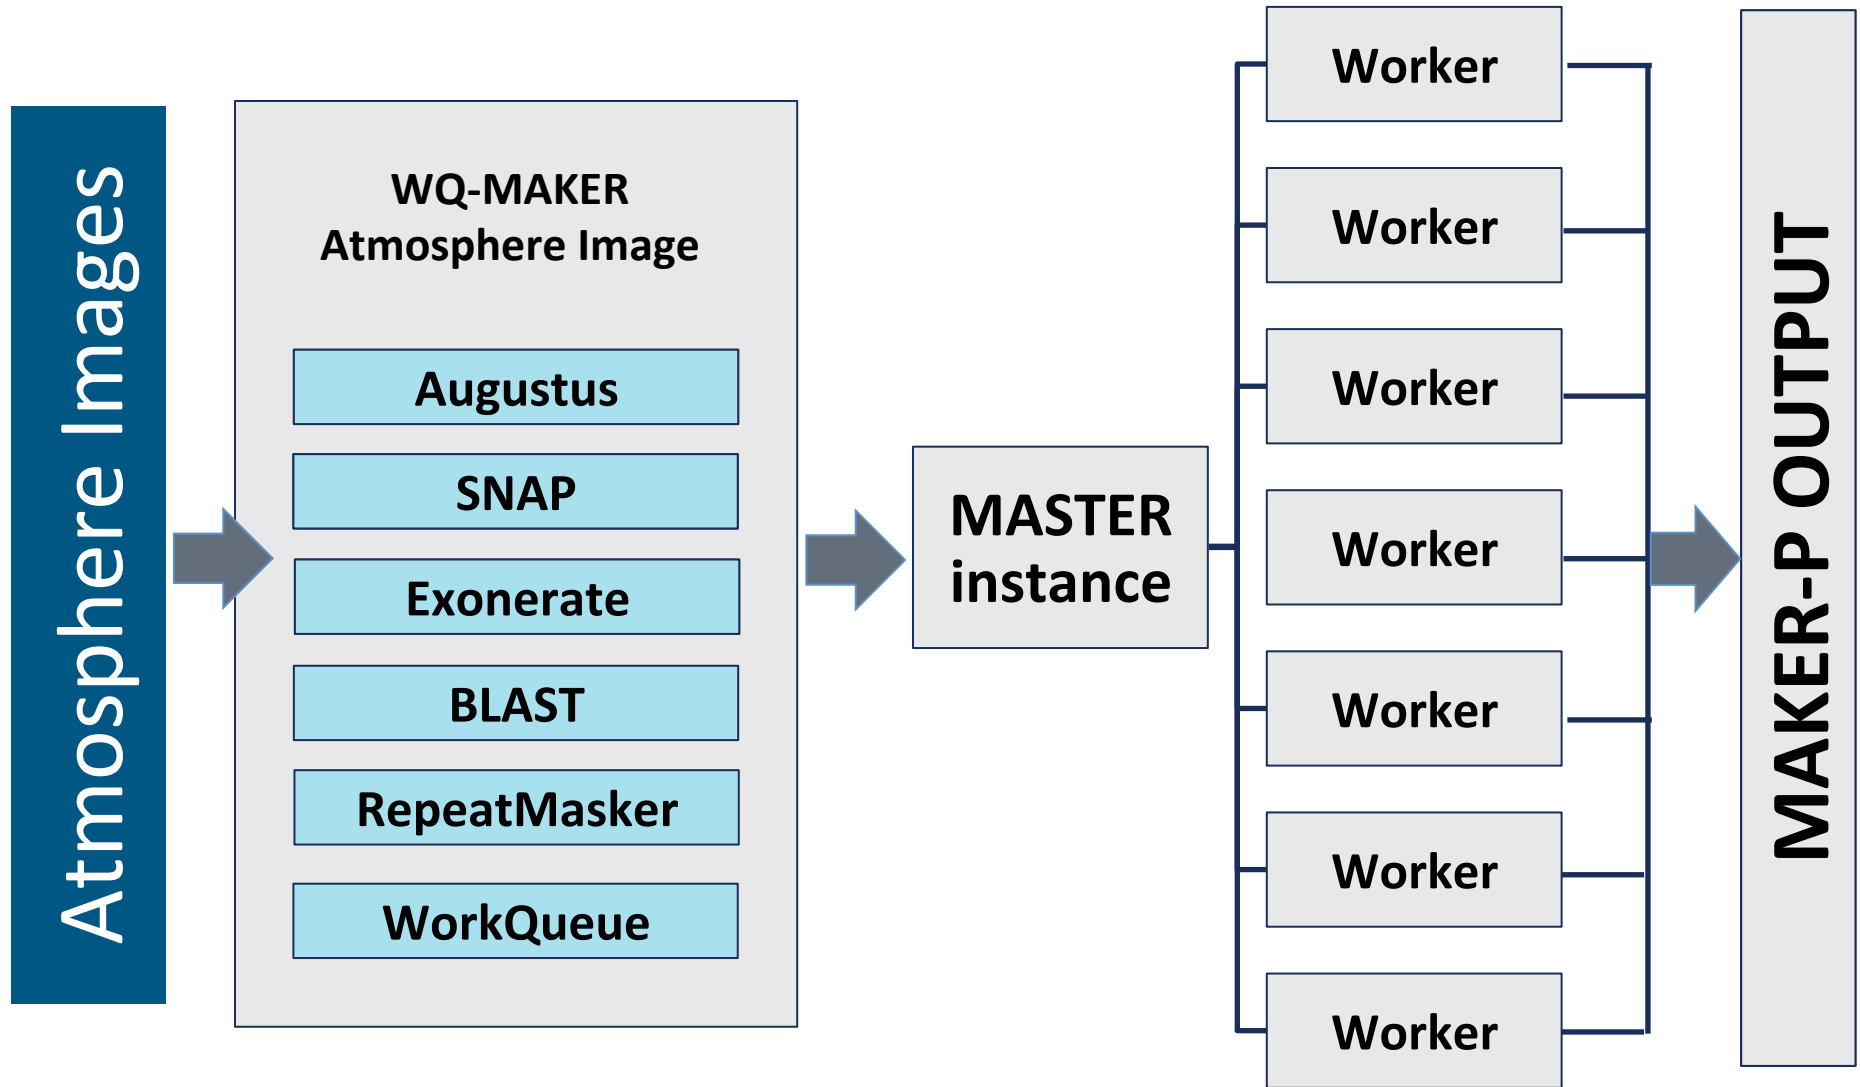 Atmosphere Images
WQ-MAKER
Atmosphere Image
Augustus
SNAP
Exonerate
BLAST
RepeatMasker
WorkQueue
MASTER
instance
Worker
Worker
Worker
Worker
Worker
Worker
Worker
MAKER-P OUTPUT